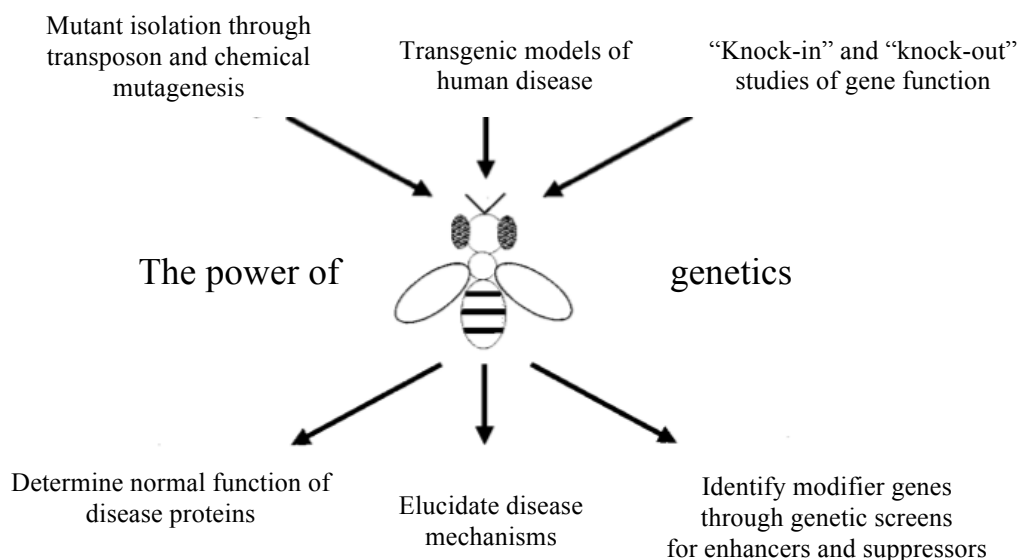 Mutant isolation through
transposon and chemical
mutagenesis
Transgenic models of
human disease
“Knock-in” and “knock-out”
studies of gene function
The power of
genetics
Determine normal function of
disease proteins
Elucidate disease
mechanisms
Identify modifier genes
through genetic screens
for enhancers and suppressors